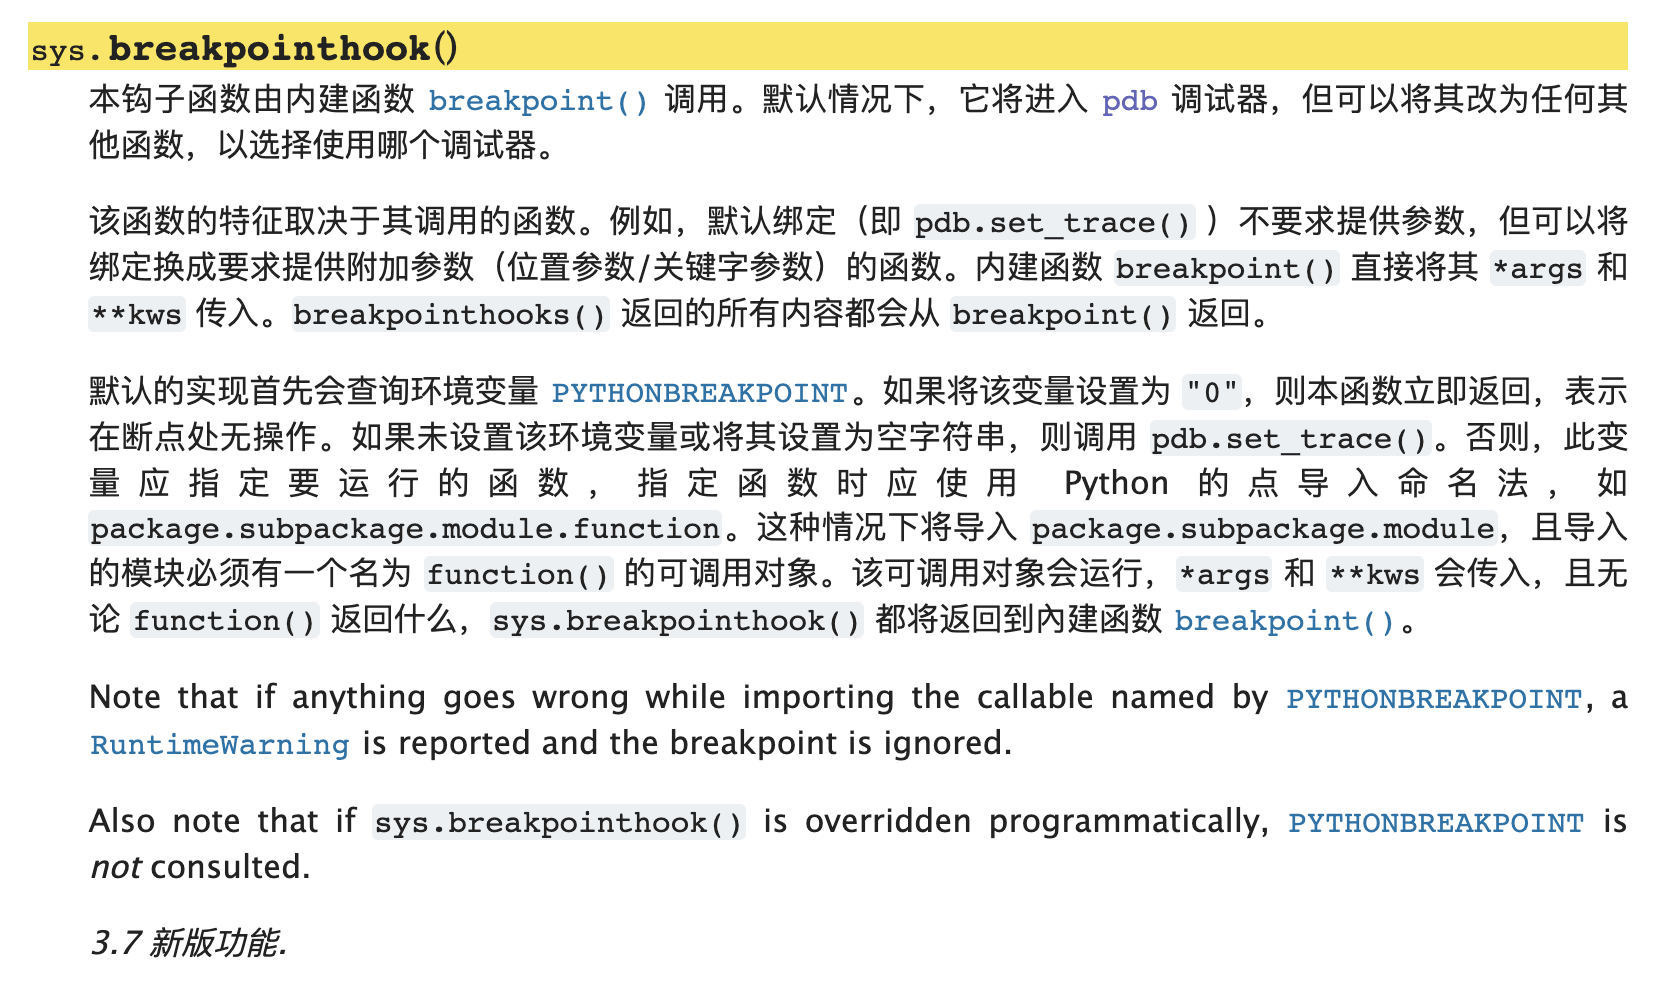 sys.breakpointhook()
本钩子函数由内建函数 breakpoint() 调用。默认情况下，它将进入 pdb 调试器，但可以将其改为任何其
他函数，以选择使用哪个调试器。
该函数的特征取决于其调用的函数。例如，默认绑定（即 pdb.set_trace() ）不要求提供参数，但可以将
绑定换成要求提供附加参数（位置参数/关键字参数）的函数。内建函数 breakpoint() 直接将其 *args 和
**kws 传入。breakpointhooks() 返回的所有内容都会从 breakpoint() 返回。
默认的实现首先会查询环境变量 PYTHONBREAKPOINT。如果将该变量设置为 "0"，则本函数立即返回，表示
在断点处无操作。如果未设置该环境变量或将其设置为空字符串，则调用 pdb.set_trace()。否则，此变
量应指定要运行的函数，指定函数时应使用 Python 的点导入命名法，如
package.subpackage.module.function。这种情况下将导入 package.subpackage.module，且导入
的模块必须有一个名为 function() 的可调用对象。该可调用对象会运行，*args 和 **kws 会传入，且无
论 function() 返回什么，sys.breakpointhook() 都将返回到內建函数 breakpoint()。
Note that if anything goes wrong while importing the callable named by PYTHONBREAKPOINT, a
RuntimeWarning is reported and the breakpoint is ignored.
Also note that if sys.breakpointhook() is overridden programmatically, PYTHONBREAKPOINT is
not consulted.
3.7 新版功能.